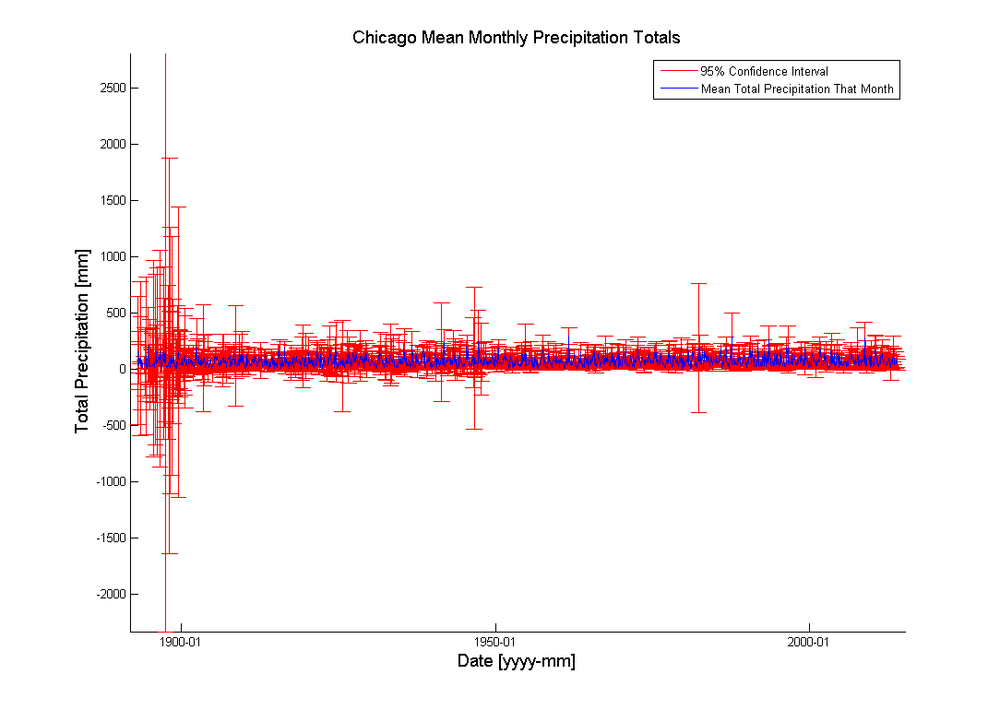 Chicago Mean Monthly Precipitation Totals
95% Confidence Interval
Mean Total Precipitation That Month
Total Precipitation [mm]
2500
2000
1500
1000
500
0
-500
-1000
-1500
-2000
1900-01
1950-01
2000-01
Date [yyyy-mm]